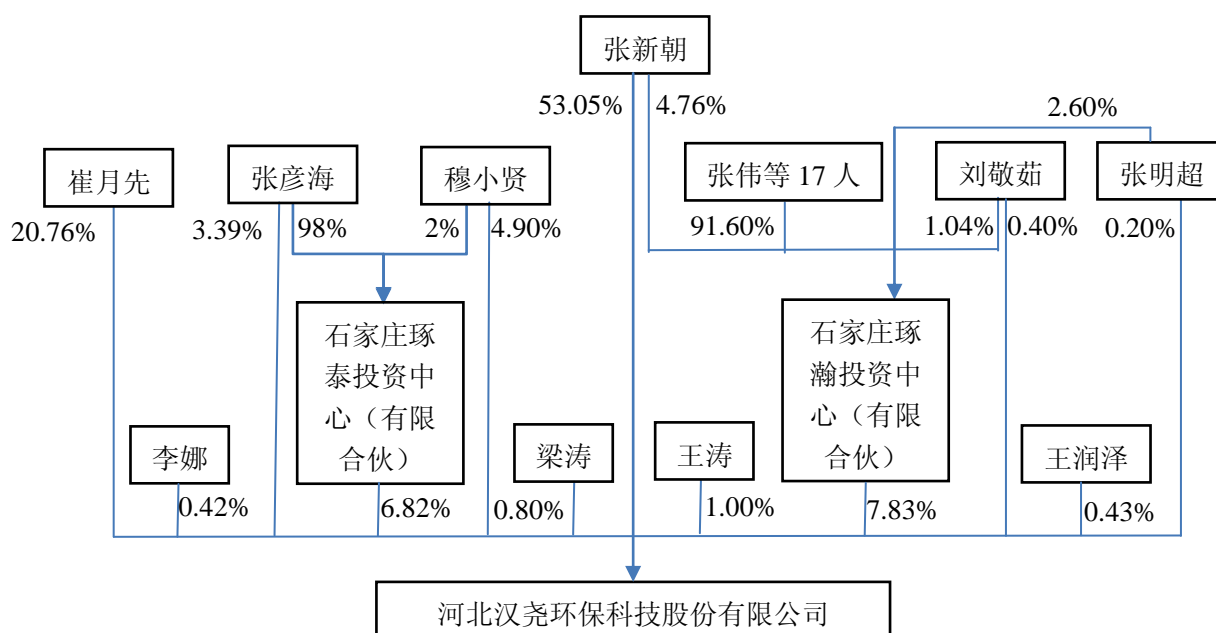 张新朝
53.05% 4.76% 2.60%
崔月先 张彦海 穆小贤 张伟等 17 人 刘敬茹 张明超
20.76% 3.39% 98% 2% 4.90% 91.60% 1.04% 0.40% 0.20%
石家庄琢
泰投资中
心（有限
合伙）
石家庄琢
瀚投资中
心（有限
合伙）
李娜 梁涛 王涛 王润泽
0.42% 6.82% 0.80% 1.00% 7.83% 0.43%
河北汉尧环保科技股份有限公司